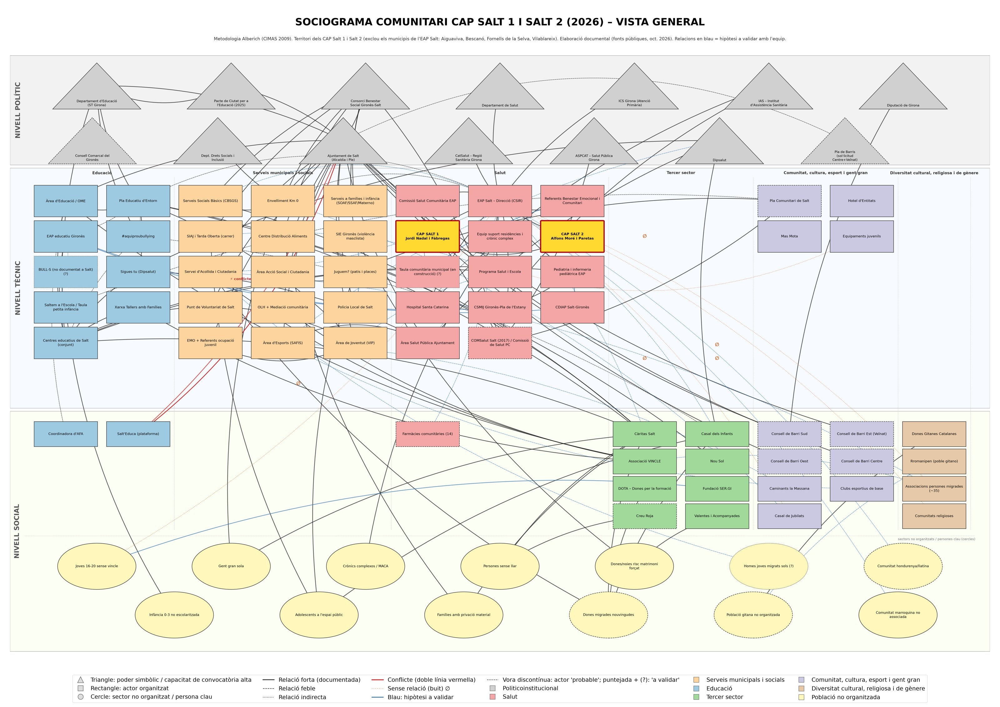 SOCIOGRAMA COMUNITARI CAP SALT 1 I SALT 2 (2026) – VISTA GENERAL
Metodologia Alberich (CIMAS 2009). Territori dels CAP Salt 1 i Salt 2 (exclou els municipis de l'EAP Salt: Aiguaviva, Bescanó, Fornells de la Selva, Vilablareix). Elaboració documental (fonts públiques, oct. 2026). Relacions en blau = hipòtesi a validar amb l'equip.
NIVELL POLÍTIC
Departament d'Educació
(ST Girona)
Pacte de Ciutat per a
l'Educació (2025)
Consorci Benestar
Social Gironès-Salt
Departament de Salut
ICS Girona (Atenció
Primària)
IAS – Institut
d'Assistència Sanitària
Diputació de Girona
Consell Comarcal del
Gironès
Dept. Drets Socials i
Inclusió
Ajuntament de Salt
(Alcaldia i Ple)
CatSalut – Regió
Sanitària Girona
ASPCAT – Salut Pública
Girona
Dipsalut
Pla de Barris
(sol·licitud
Centre+Veïnat)
NIVELL TÈCNIC
Educació
Serveis municipals i socials
Salut
Tercer sector
Comunitat, cultura, esport i gent gran
Diversitat cultural, religiosa i de gènere
Àrea d'Educació / OME
Pla Educatiu d'Entorn
Serveis Socials Bàsics (CBSGS)
Envelliment Km 0
Serveis a famílies i infància
(SOAF/SSAF/Materno)
Comissió Salut Comunitària EAP
EAP Salt – Direcció (CSIR)
Referents Benestar Emocional i
Comunitari
Pla Comunitari de Salt
Hotel d'Entitats
EAP educatiu Gironès
#aquiproubullying
SIAJ i Tarda Oberta (carrer)
Centre Distribució Aliments
SIE Gironès (violència
masclista)
CAP SALT 1
Jordi Nadal i Fàbregas
Equip suport residències i
crònic complex
CAP SALT 2
Alfons Moré i Paretas
∅
Mas Mota
Equipaments juvenils
BULL-S (no documentat a Salt)
(?)
Sigues tu (Dipsalut)
Servei d'Acollida i Ciutadania
Àrea Acció Social i Ciutadania
Juguem? (patis i places)
Taula comunitària municipal (en
construcció) (?)
Programa Salut i Escola
Pediatria i infermeria
pediàtrica EAP
⚡ conflicte
Saltem a l'Escola / Taula
petita infància
Xarxa Tallers amb Famílies
Punt de Voluntariat de Salt
OLH + Mediació comunitària
Policia Local de Salt
Hospital Santa Caterina
CSMIJ Gironès-Pla de l'Estany
CDIAP Salt-Gironès
Centres educatius de Salt
(conjunt)
EMO + Referents ocupació
juvenil
Àrea d'Esports (SAFIS)
Àrea de Joventut (VIP)
Àrea Salut Pública Ajuntament
COMSalut Salt (2017) / Comissió
de Salut PC
∅
∅
∅
∅
NIVELL SOCIAL
Coordinadora d'AFA
Salt'Educa (plataforma)
Farmàcies comunitàries (14)
Càritas Salt
Casal dels Infants
Consell de Barri Sud
Consell de Barri Est (Veïnat)
Dones Gitanes Catalanes
Associació VINCLE
Nou Sol
Consell de Barri Oest
Consell de Barri Centre
Rromanipen (poble gitano)
DOTA – Dones per la formació
Fundació SER.GI
Caminants la Massana
Clubs esportius de base
Associacions persones migrades
(~35)
Creu Roja
Valentes i Acompanyades
Casal de Jubilats
Comunitats religioses
sectors no organitzats / persones clau (cercles)
Joves 16-20 sense vincle
Gent gran sola
Crònics complexos / MACA
Persones sense llar
Dones/noies risc matrimoni
forçat
Homes joves migrats sols (?)
Comunitat hondurenya/llatina
Infància 0-3 no escolaritzada
Adolescents a l'espai públic
Famílies amb privació material
Dones migrades nouvingudes
Població gitana no organitzada
Comunitat marroquina no
associada
Triangle: poder simbòlic / capacitat de convocatòria alta
Rectangle: actor organitzat
Cercle: sector no organitzat / persona clau
Relació forta (documentada)
Relació feble
Relació indirecta
Conflicte (doble línia vermella)
Sense relació (buit) ∅
Blau: hipòtesi a validar
Vora discontínua: actor 'probable'; puntejada + (?): 'a validar'
Politicoinstitucional
Salut
Serveis municipals i socials
Educació
Tercer sector
Comunitat, cultura, esport i gent gran
Diversitat cultural, religiosa i de gènere
Població no organitzada